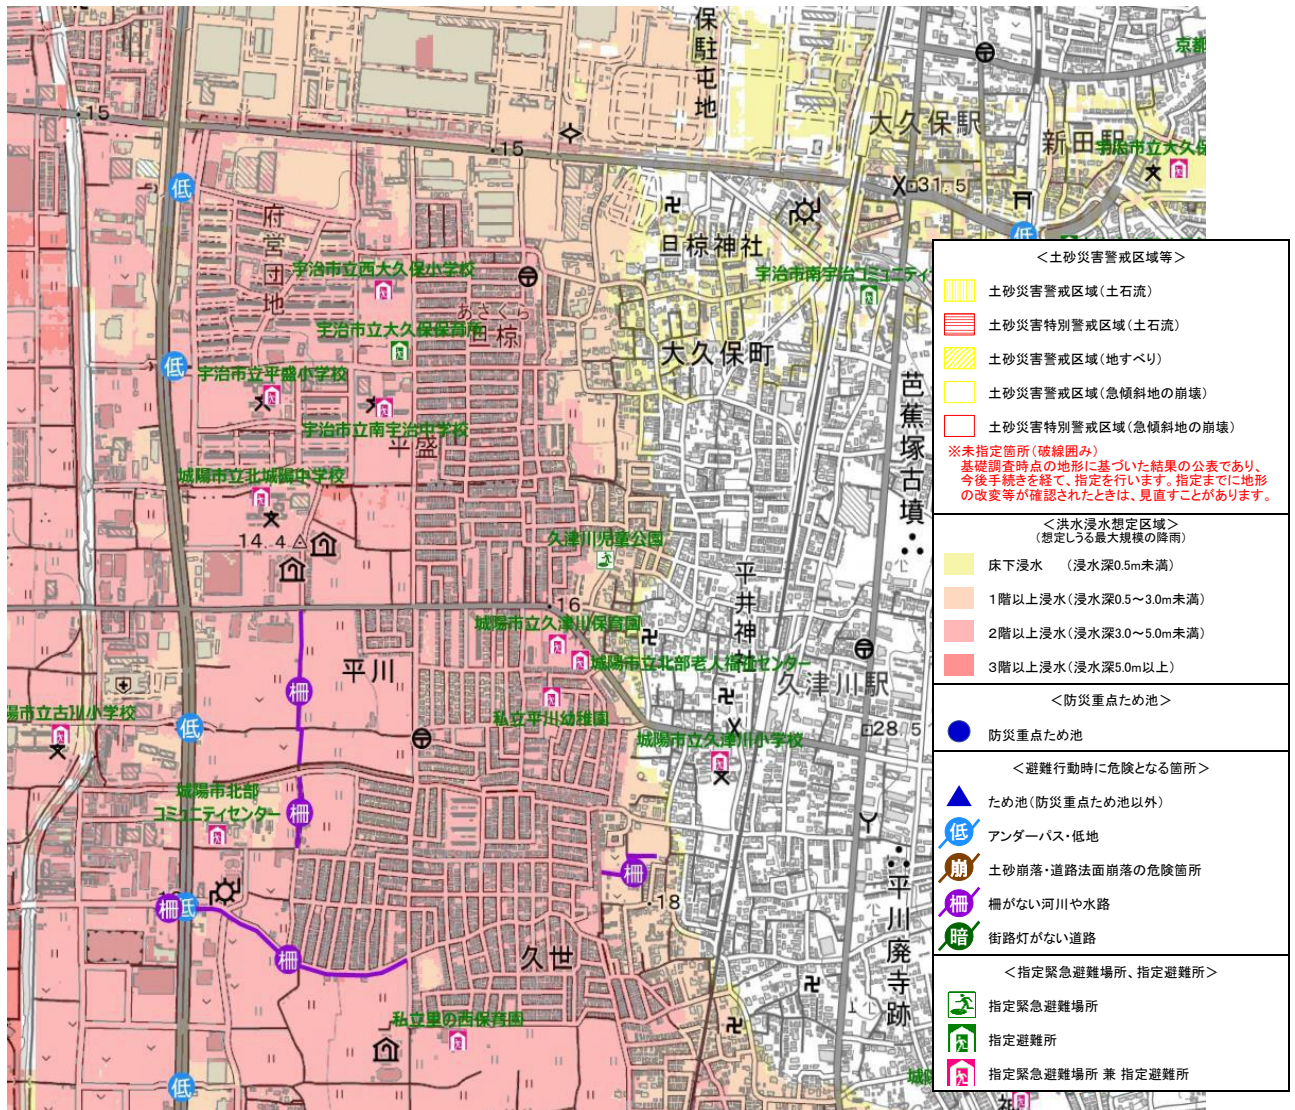 保駐屯地
京都
大久保駅
新田駅
宇治市立大久保
15
15
31.5
低
府営団地
旦椋神社
低
宇治市立西大久保小学校
宇治市南宇治コミュニティ
あさくら
旦椋
宇治市立大久保保育所
大久保町
低
宇治市立平盛小学校
芭蕉塚古墳
宇治市立南宇治中学校
平盛
城陽市立北城陽中学校
14.4
久津川児童公園
平井神社
16
城陽市立久津川保育園
城陽市立北部老人福祉センター
平川
柵
久津川駅
陽市立古川小学校
私立平川幼稚園
低
28.5
城陽市立久津川小学校
城陽市北部
コミュニティセンター
柵
柵
平川廃寺跡
18
柵
低
柵
久世
私立里の西保育園
低
城陽
＜土砂災害警戒区域等＞
土砂災害警戒区域（土石流）
土砂災害特別警戒区域（土石流）
土砂災害警戒区域（地すべり）
土砂災害警戒区域（急傾斜地の崩壊）
土砂災害特別警戒区域（急傾斜地の崩壊）
※未指定箇所（破線囲み）
基礎調査時点の地形に基づいた結果の公表であり、
今後手続きを経て、指定を行います。指定までに地形
の改変等が確認されたときは、見直すことがあります。
＜洪水浸水想定区域＞
（想定しうる最大規模の降雨）
床下浸水　（浸水深0.5m未満）
１階以上浸水（浸水深0.5～3.0m未満）
２階以上浸水（浸水深3.0～5.0m未満）
３階以上浸水（浸水深5.0m以上）
＜防災重点ため池＞
防災重点ため池
＜避難行動時に危険となる箇所＞
ため池（防災重点ため池以外）
低 アンダーパス・低地
崩 土砂崩落・道路法面崩落の危険箇所
柵 柵がない河川や水路
暗 街路灯がない道路
＜指定緊急避難場所、指定避難所＞
指定緊急避難場所
指定避難所
指定緊急避難場所 兼 指定避難所